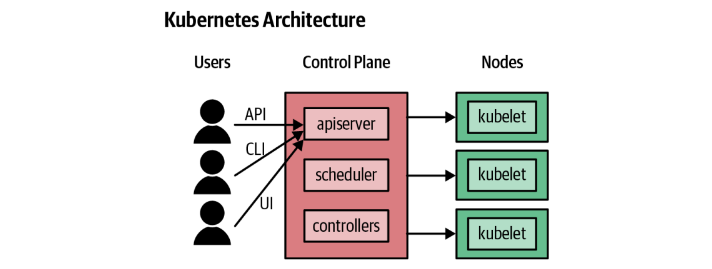 Kubernetes Architecture
Users
Control Plane
Nodes
API
CLI
UI
apiserver
scheduler
controllers
kubelet
kubelet
kubelet